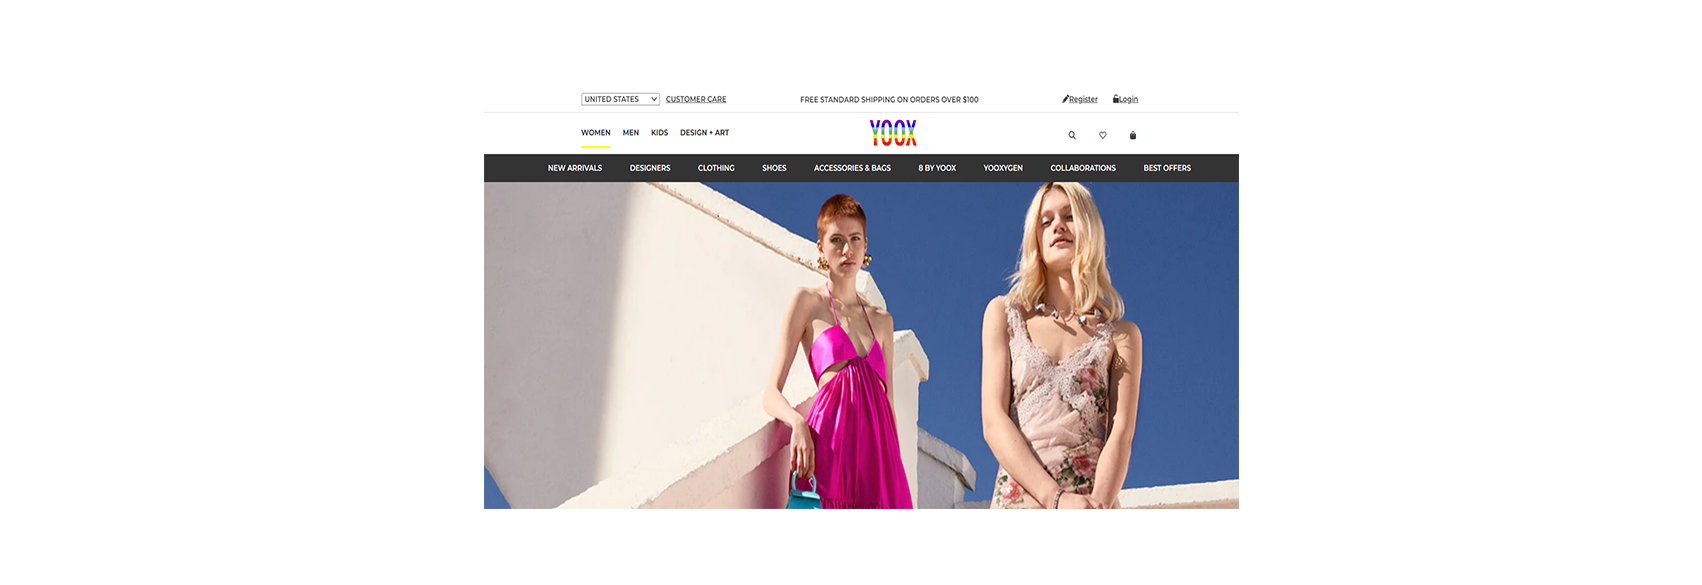 UNITED STATES CUSTOMER CARE FREE STANDARD SHIPPING ON ORDERS OVER $100 Register Login
WOMEN MEN KIDS DESIGN + ART YOOX
NEW ARRIVALS DESIGNERS CLOTHING SHOES ACCESSORIES & BAGS 8 BY YOOX YOOXYGEN COLLABORATIONS BEST OFFERS